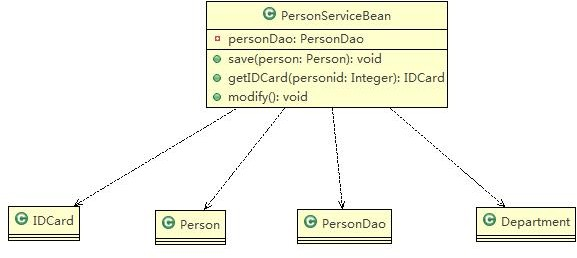 C PersonServiceBean
personDao: PersonDao
save(person: Person): void
getIDCard(personid: Integer): IDCard
modify(): void
C IDCard
C Person
C PersonDao
C Department